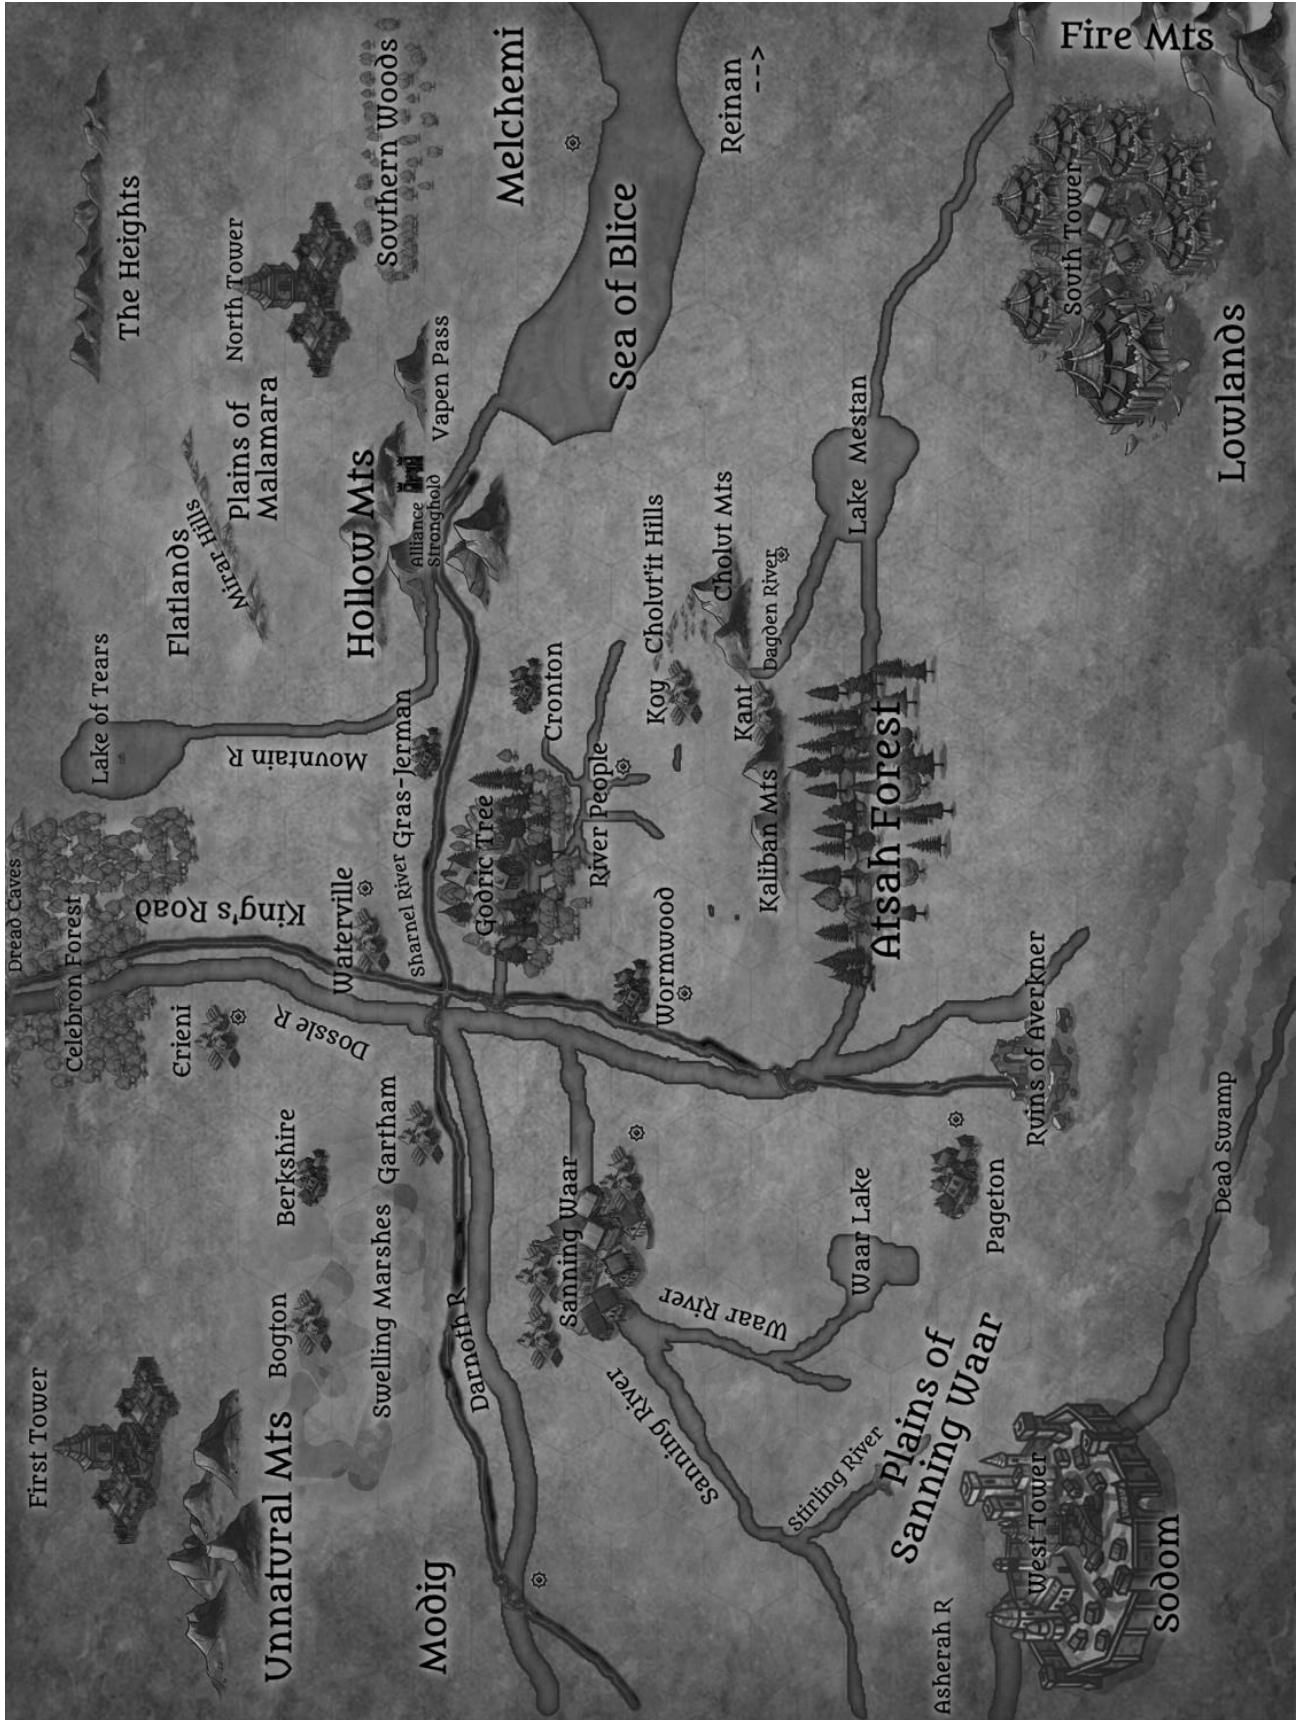 Dread Caves
First Tower
Celebron Forest
Lake of Tears
The Heights
Erieni
Flatlands
Mirar Hills
North Tower
King's Road
Mountain R
Plains of
Malamara
Unnatural Mts
Bogton
Berkshire
Dossle R
Waterville
Hollow Mts
Southern Woods
Swelling Marshes
Gartham
Sharnel River
Gras-Jerman
Alliance
Stronghold
Vapen Pass
Modig
Darnoth R
Godric Tree
Melchemi
Cronton
Sanning Waar
River People
Sea of Blice
Koy
Cholut'it Hills
Wormwood
Sanning River
Waar River
Kant
Cholut Mts
Reinan
-->
Kaliban Mts
Dagden River
Stirling River
Waar Lake
Lake Mestan
Atsah Forest
Plains of
Sanning Waar
Asherah R
Pageton
Ruins of Averkner
West Tower
South Tower
Fire Mts
Sodom
Dead Swamp
Lowlands